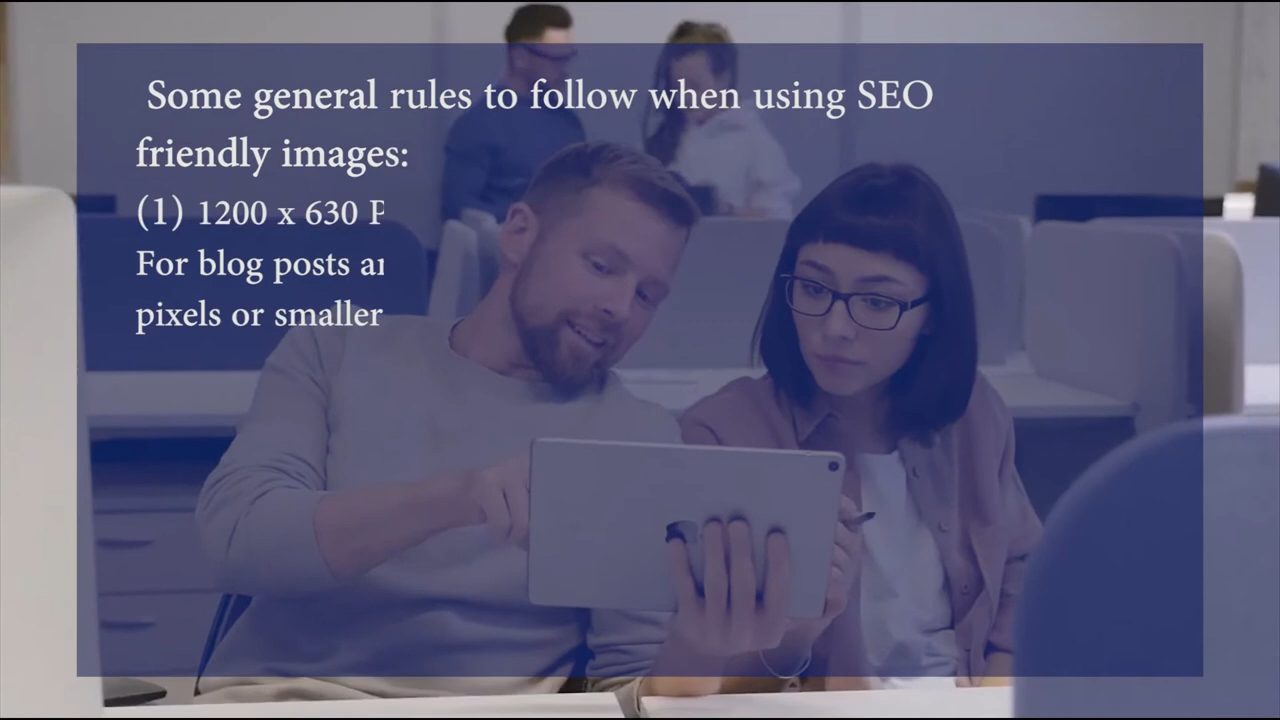 Some general rules to follow when using SEO
friendly images:
(1) 1200 x 630
For blog posts
pixels or smaller